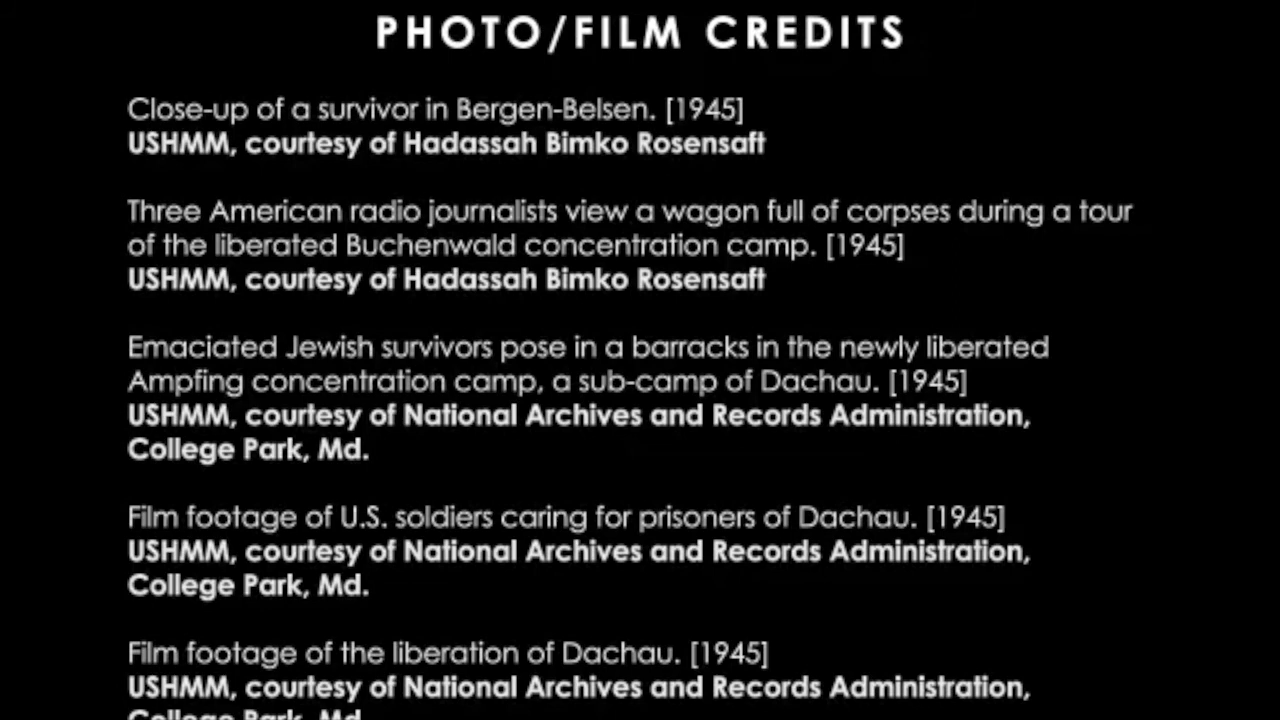 PHOTO/FILM CREDITS
Close-up of a survivor in Bergen-Belsen. [1945]
USHMM, courtesy of Hadassah Bimko Rosensaft
Three American radio journalists view a wagon full of corpses during a tour
of the liberated Buchenwald concentration camp. [1945]
USHMM, courtesy of Hadassah Bimko Rosensaft
Emaciated Jewish survivors pose in a barracks in the newly liberated
Ampfing concentration camp, a sub-camp of Dachau. [1945]
USHMM, courtesy of National Archives and Records Administration,
College Park, Md.
Film footage of U.S. soldiers caring for prisoners of Dachau. [1945]
USHMM, courtesy of National Archives and Records Administration,
College Park, Md.
Film footage of the liberation of Dachau. [1945]
USHMM, courtesy of National Archives and Records Administration,
College Park, Md.